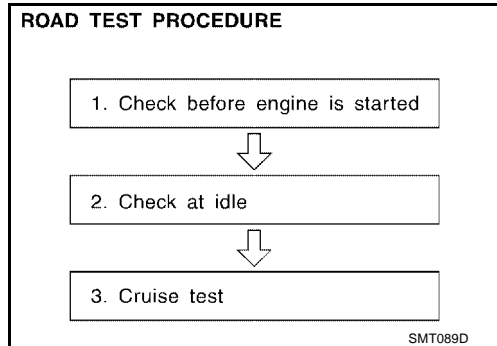 ROAD TEST PROCEDURE
1. Check before engine is started
2. Check at idle
3. Cruise test
SMT089D